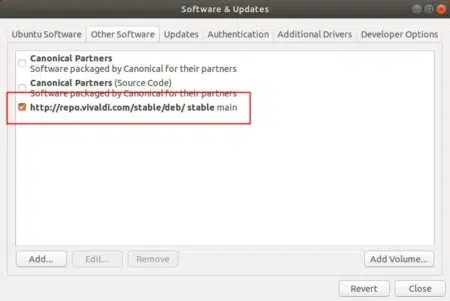 Software & Updates
Ubuntu Software Other Software Updates Authentication Additional Drivers Developer Options
Canonical Partners
Software packaged by Canonical for their partners
Canonical Partners (Source Code)
Software packaged by Canonical for their partners
http://repo.vivaldi.com/stable/deb/ stable main
Add... Edit... Remove Add Volume...
Revert Close